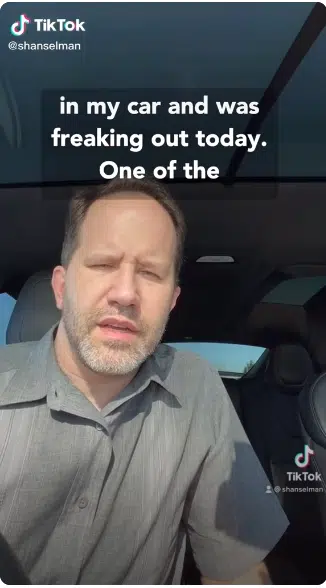 TikTok
@shanselman
in my car and was
freaking out today.
One of the
TikTok
@shanselman